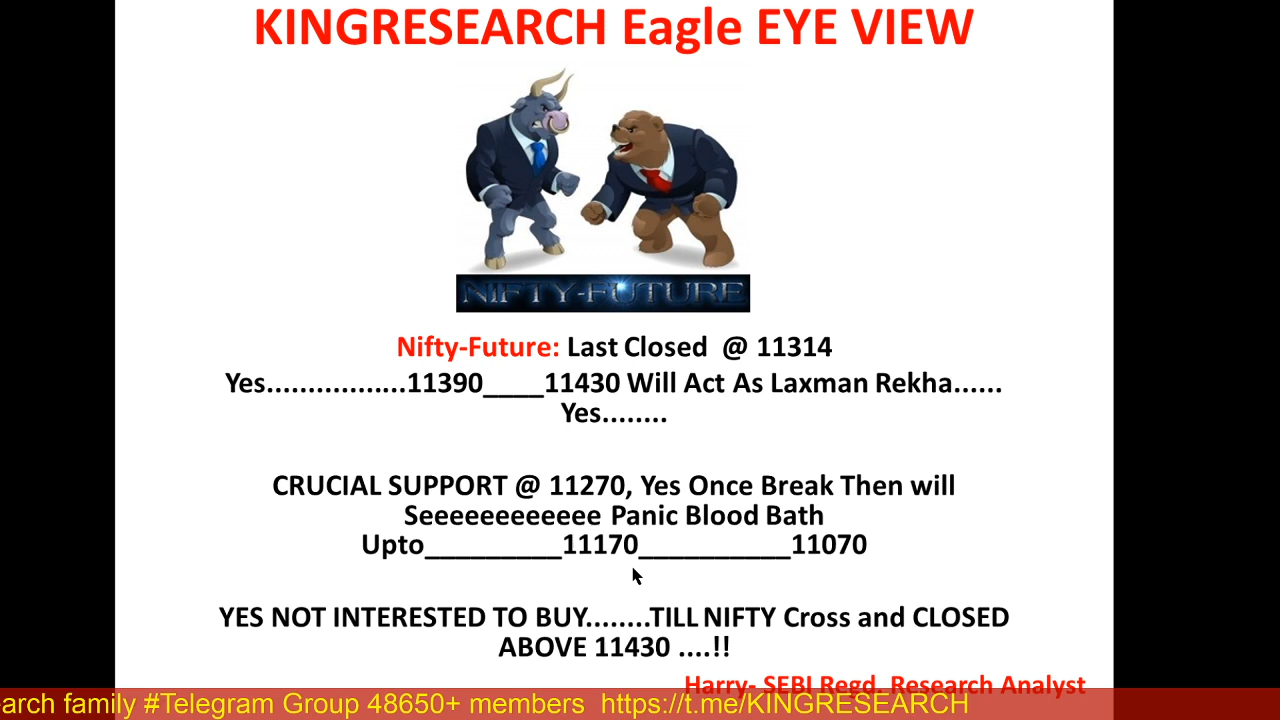 KINGRESEARCH Eagle EYE VIEW
NIFTY-FUTURE
Nifty-Future: Last Closed @ 11314
Yes.................11390____11430 Will Act As Laxman Rekha......
Yes........
CRUCIAL SUPPORT @ 11270, Yes Once Break Then will
Seeeeeeeeeeee Panic Blood Bath
Upto_________11170__________11070
YES NOT INTERESTED TO BUY........TILL NIFTY Cross and CLOSED
ABOVE 11430 ....!!
Harry- SEBI Regd. Research Analyst
arch family #Telegram Group 48650+ members https://t.me/KINGRESEARCH